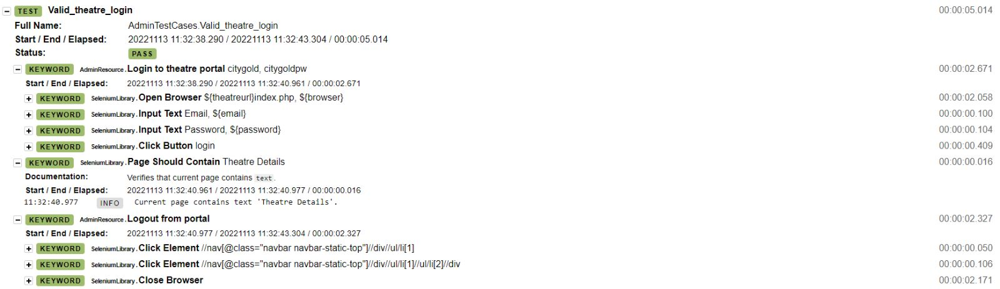 TEST Valid_theatre_login 00:00:05.014
Full Name: AdminTestCases.Valid_theatre_login
Start / End / Elapsed: 20221113 11:32:38.290 / 20221113 11:32:43.304 / 00:00:05.014
Status: PASS
KEYWORD AdminResource.Login to theatre portal citygold, citygoldpw 00:00:02.671
Start / End / Elapsed: 20221113 11:32:38.290 / 20221113 11:32:40.961 / 00:00:02.671
KEYWORD SeleniumLibrary.Open Browser ${theatreurl}index.php, ${browser} 00:00:02.058
KEYWORD SeleniumLibrary.Input Text Email, ${email} 00:00:00.100
KEYWORD SeleniumLibrary.Input Text Password, ${password} 00:00:00.104
KEYWORD SeleniumLibrary.Click Button login 00:00:00.409
KEYWORD SeleniumLibrary.Page Should Contain Theatre Details 00:00:00.016
Documentation: Verifies that current page contains text.
Start / End / Elapsed: 20221113 11:32:40.961 / 20221113 11:32:40.977 / 00:00:00.016
11:32:40.977 INFO Current page contains text 'Theatre Details'.
KEYWORD AdminResource.Logout from portal 00:00:02.327
Start / End / Elapsed: 20221113 11:32:40.977 / 20221113 11:32:43.304 / 00:00:02.327
KEYWORD SeleniumLibrary.Click Element //nav[@class="navbar navbar-static-top"]//div//ul/li[1] 00:00:00.050
KEYWORD SeleniumLibrary.Click Element //nav[@class="navbar navbar-static-top"]//div//ul/li[1]//ul/li[2]//div 00:00:00.106
KEYWORD SeleniumLibrary.Close Browser 00:00:02.171